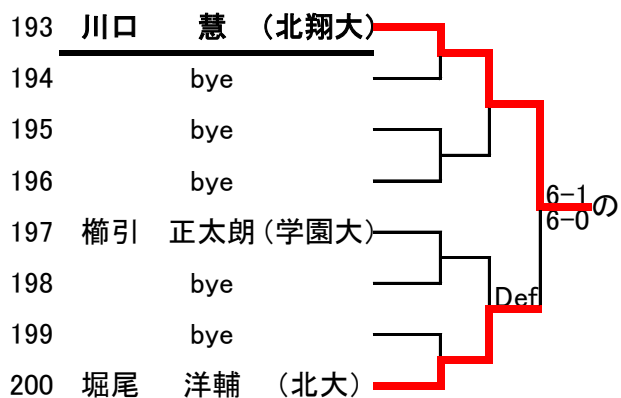 193 川口 慧 （北翔大）
194 bye
195 bye
196 bye
6-1 の
6-0
197 櫛引 正太朗（学園大）
198 bye
Def
199 bye
200 堀尾 洋輔 （北大）